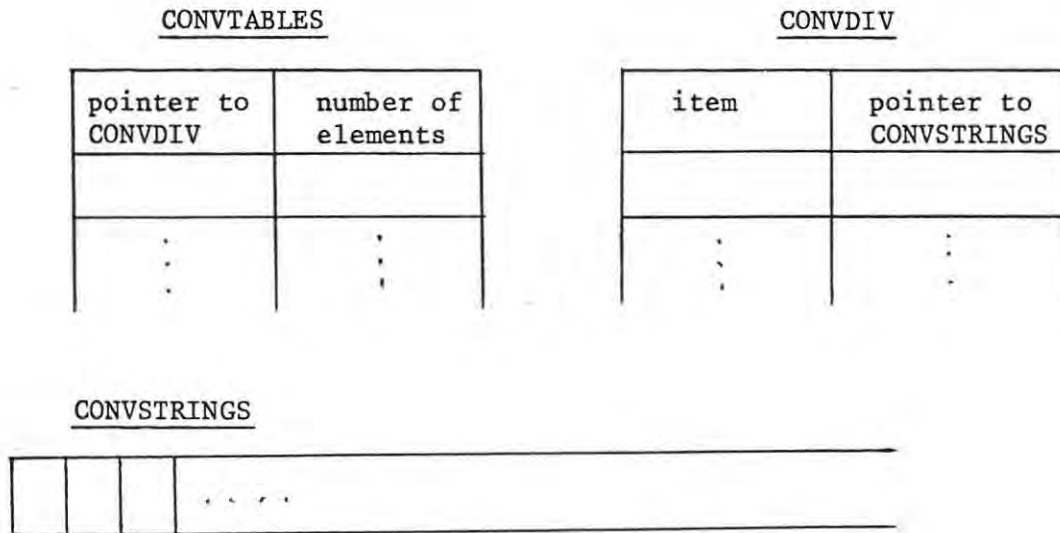 CONVTABLES
pointer to
CONVDIV
number of
elements
CONVDIV
item
pointer to
CONVSTRINGS
CONVSTRINGS